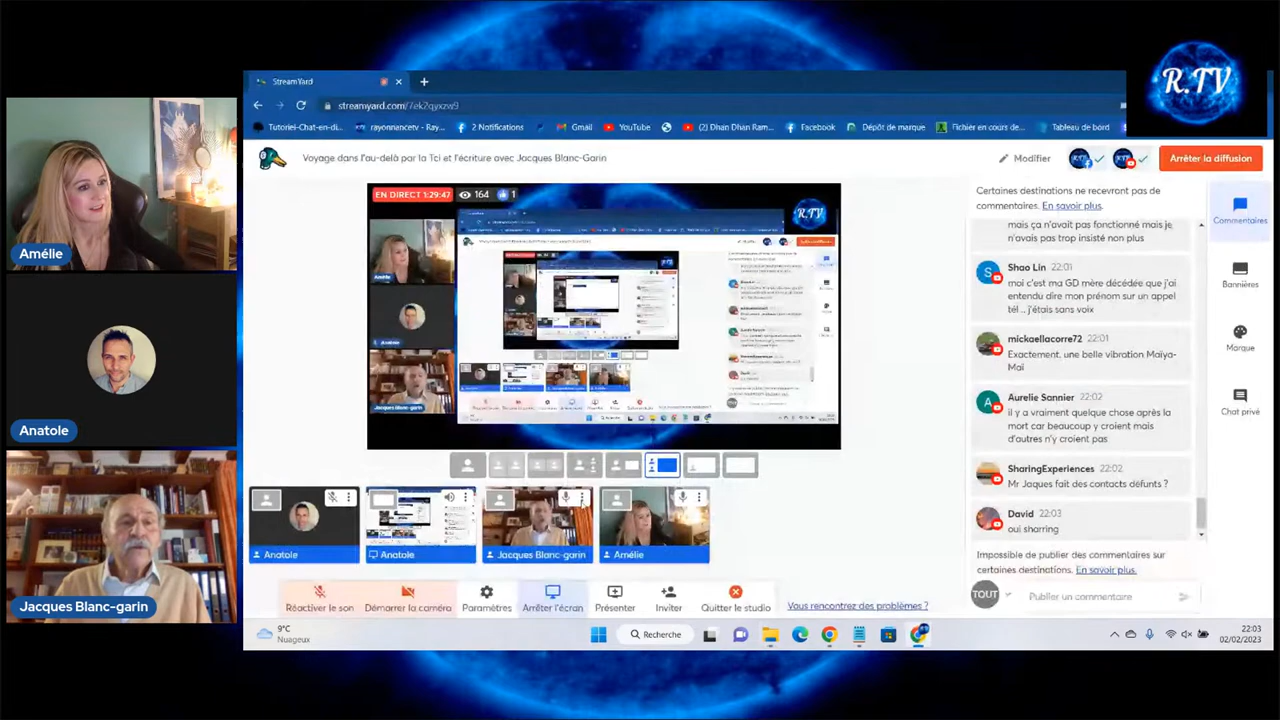 R.TV
Amélie
Anatole
Jacques Blanc-garin
StreamYard
streamyard.com/7ek2qyxzw9
Tutoriel-Chat-en-di...
rayonnancetv - Ray...
2 Notifications
Gmail
YouTube
(2) Dhan Dhan Ram...
Facebook
Dépôt de marque
Fichier en cours de...
Tableau de bord
Voyage dans l'au-delà par la Tci et l'écriture avec Jacques Blanc-Garin
Modifier
Arrêter la diffusion
EN DIRECT 1:29:47
164
1
R.TV
Anatole
Anatole
Jacques Blanc-garin
Amélie
Réactiver le son
Démarrer la caméra
Paramètres
Arrêter l'écran
Présenter
Inviter
Quitter le studio
Vous rencontrez des problèmes ?
Certaines destinations ne recevront pas de
commentaires. En savoir plus.
mais ça n'avait pas fonctionné mais je
n'avais pas trop insisté non plus
S
Shao Lin 22:01
moi c'est ma GD mère décédée que j'ai
entendu dire mon prénom sur un appel
tél .. j'étais sans voix
mickaellacorre72 22:01
Exactement, une belle vibration Maïya-
Maï
A
Aurelie Sannier 22:02
il y a vraiment quelque chose après la
mort car beaucoup y croient mais
d'autres n'y croient pas
SharingExperiences 22:02
Mr Jaques fait des contacts défunts ?
David 22:03
oui sharring
Impossible de publier des commentaires sur
certaines destinations. En savoir plus.
TOUT
Publier un commentaire
Commentaires
Bannières
Marque
Chat privé
9°C
Nuageux
Recherche
22:03
02/02/2023